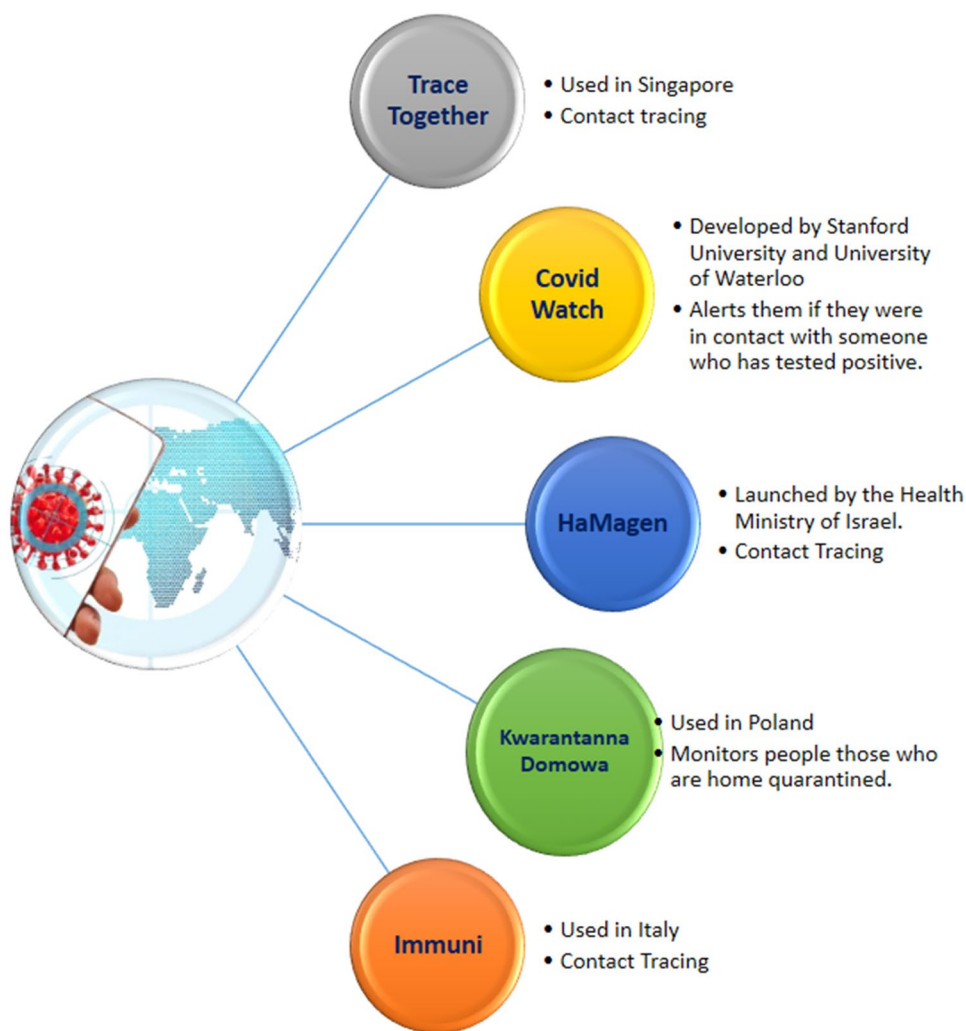 Trace
Together
• Used in Singapore
• Contact tracing
Covid
Watch
• Developed by Stanford
University and University
of Waterloo
• Alerts them if they were
in contact with someone
who has tested positive.
HaMagen
• Launched by the Health
Ministry of Israel.
• Contact Tracing
Kwarantanna
Domowa
• Used in Poland
• Monitors people those who
are home quarantined.
Immuni
• Used in Italy
• Contact Tracing